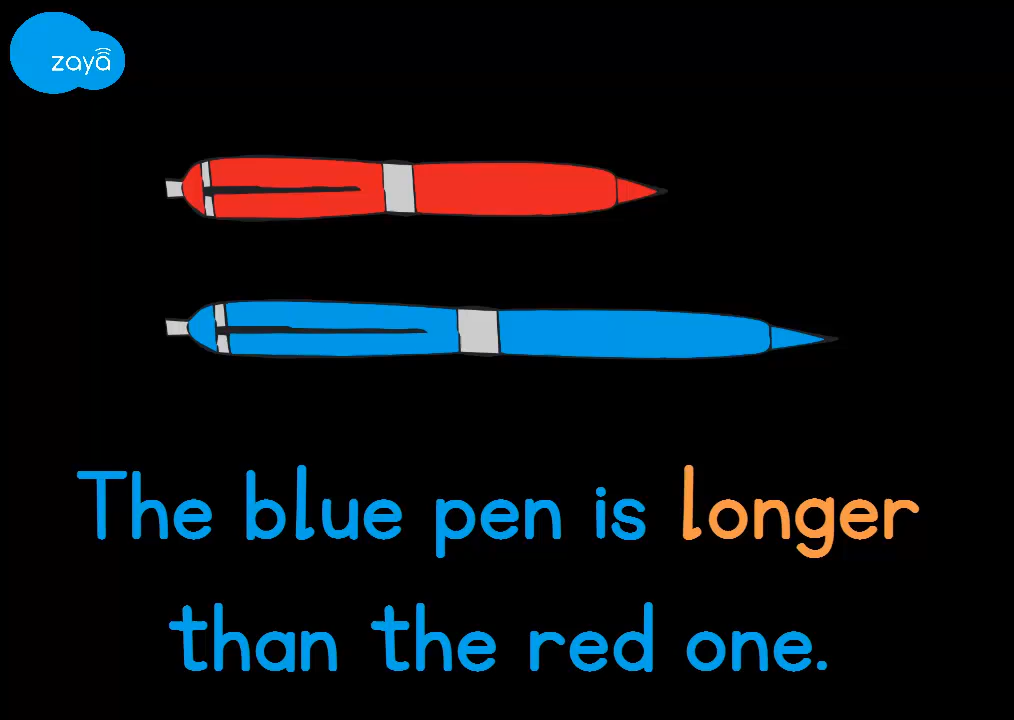 zaya
The blue pen is longer
than the red one.